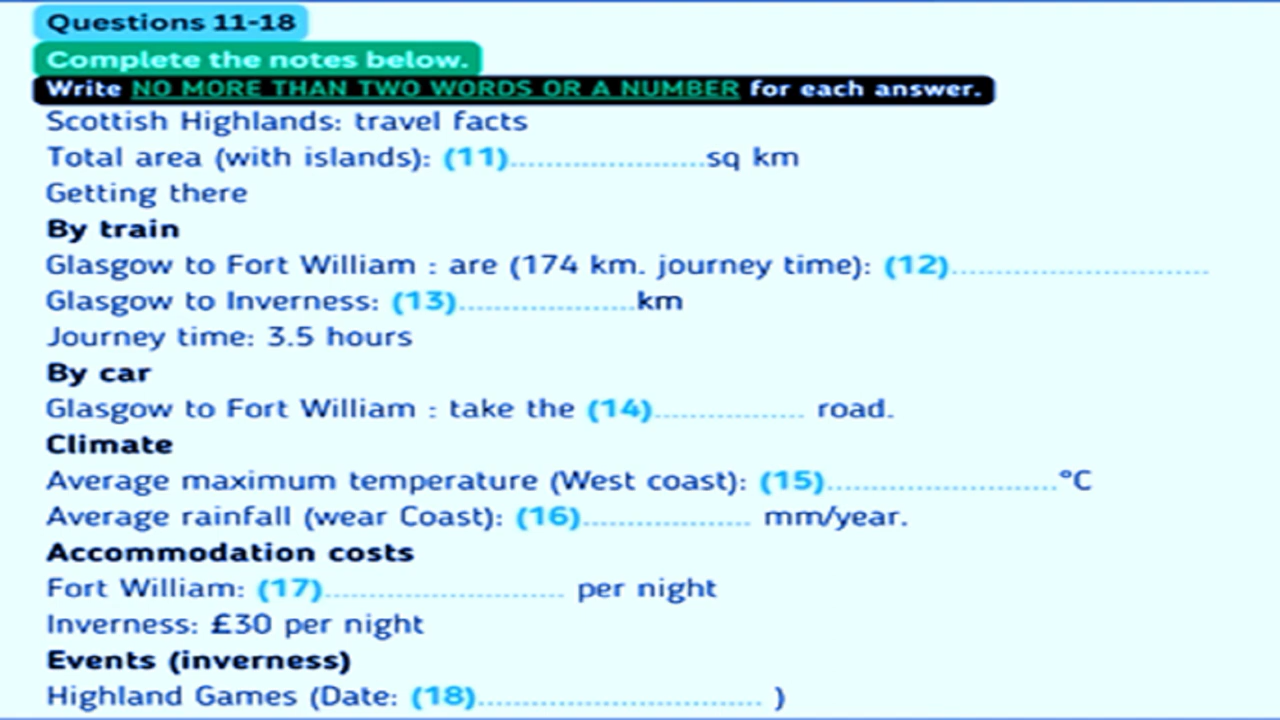 Questions 11-18
Complete the notes below.
Write NO MORE THAN TWO WORDS OR A NUMBER for each answer.
Scottish Highlands: travel facts
Total area (with islands): (11)......................sq km
Getting there
By train
Glasgow to Fort William : are (174 km. journey time): (12).............................
Glasgow to Inverness: (13)....................km
Journey time: 3.5 hours
By car
Glasgow to Fort William : take the (14)................. road.
Climate
Average maximum temperature (West coast): (15)..........................°C
Average rainfall (wear Coast): (16)................... mm/year.
Accommodation costs
Fort William: (17)........................... per night
Inverness: £30 per night
Events (inverness)
Highland Games (Date: (18)................................ )